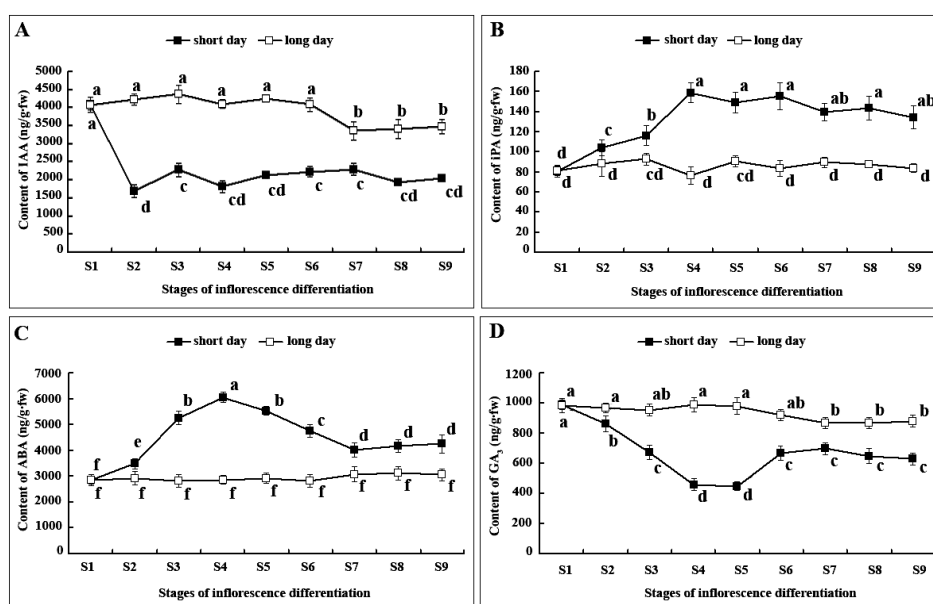 A
short day long day
Content of IAA (ng/g·fw)
5000
4500
4000
3500
3000
2500
2000
1500
1000
500
0
a a a a a a b b b
a d c cd cd c c cd cd
S1 S2 S3 S4 S5 S6 S7 S8 S9
Stages of inflorescence differentiation
B
short day long day
Content of iPA (ng/g·fw)
180
160
140
120
100
80
60
40
20
0
d c b a a a ab a ab
d d cd d cd d d d d
S1 S2 S3 S4 S5 S6 S7 S8 S9
Stages of inflorescence differentiation
C
short day long day
Content of ABA (ng/g·fw)
7000
6000
5000
4000
3000
2000
1000
0
f e b a b c d d d
f f f f f f f f f
S1 S2 S3 S4 S5 S6 S7 S8 S9
Stages of inflorescence differentiation
D
short day long day
Content of GA3 (ng/g·fw)
1200
1000
800
600
400
200
0
a a ab a a ab b b b
a b c d d c c c c
S1 S2 S3 S4 S5 S6 S7 S8 S9
Stages of inflorescence differentiation